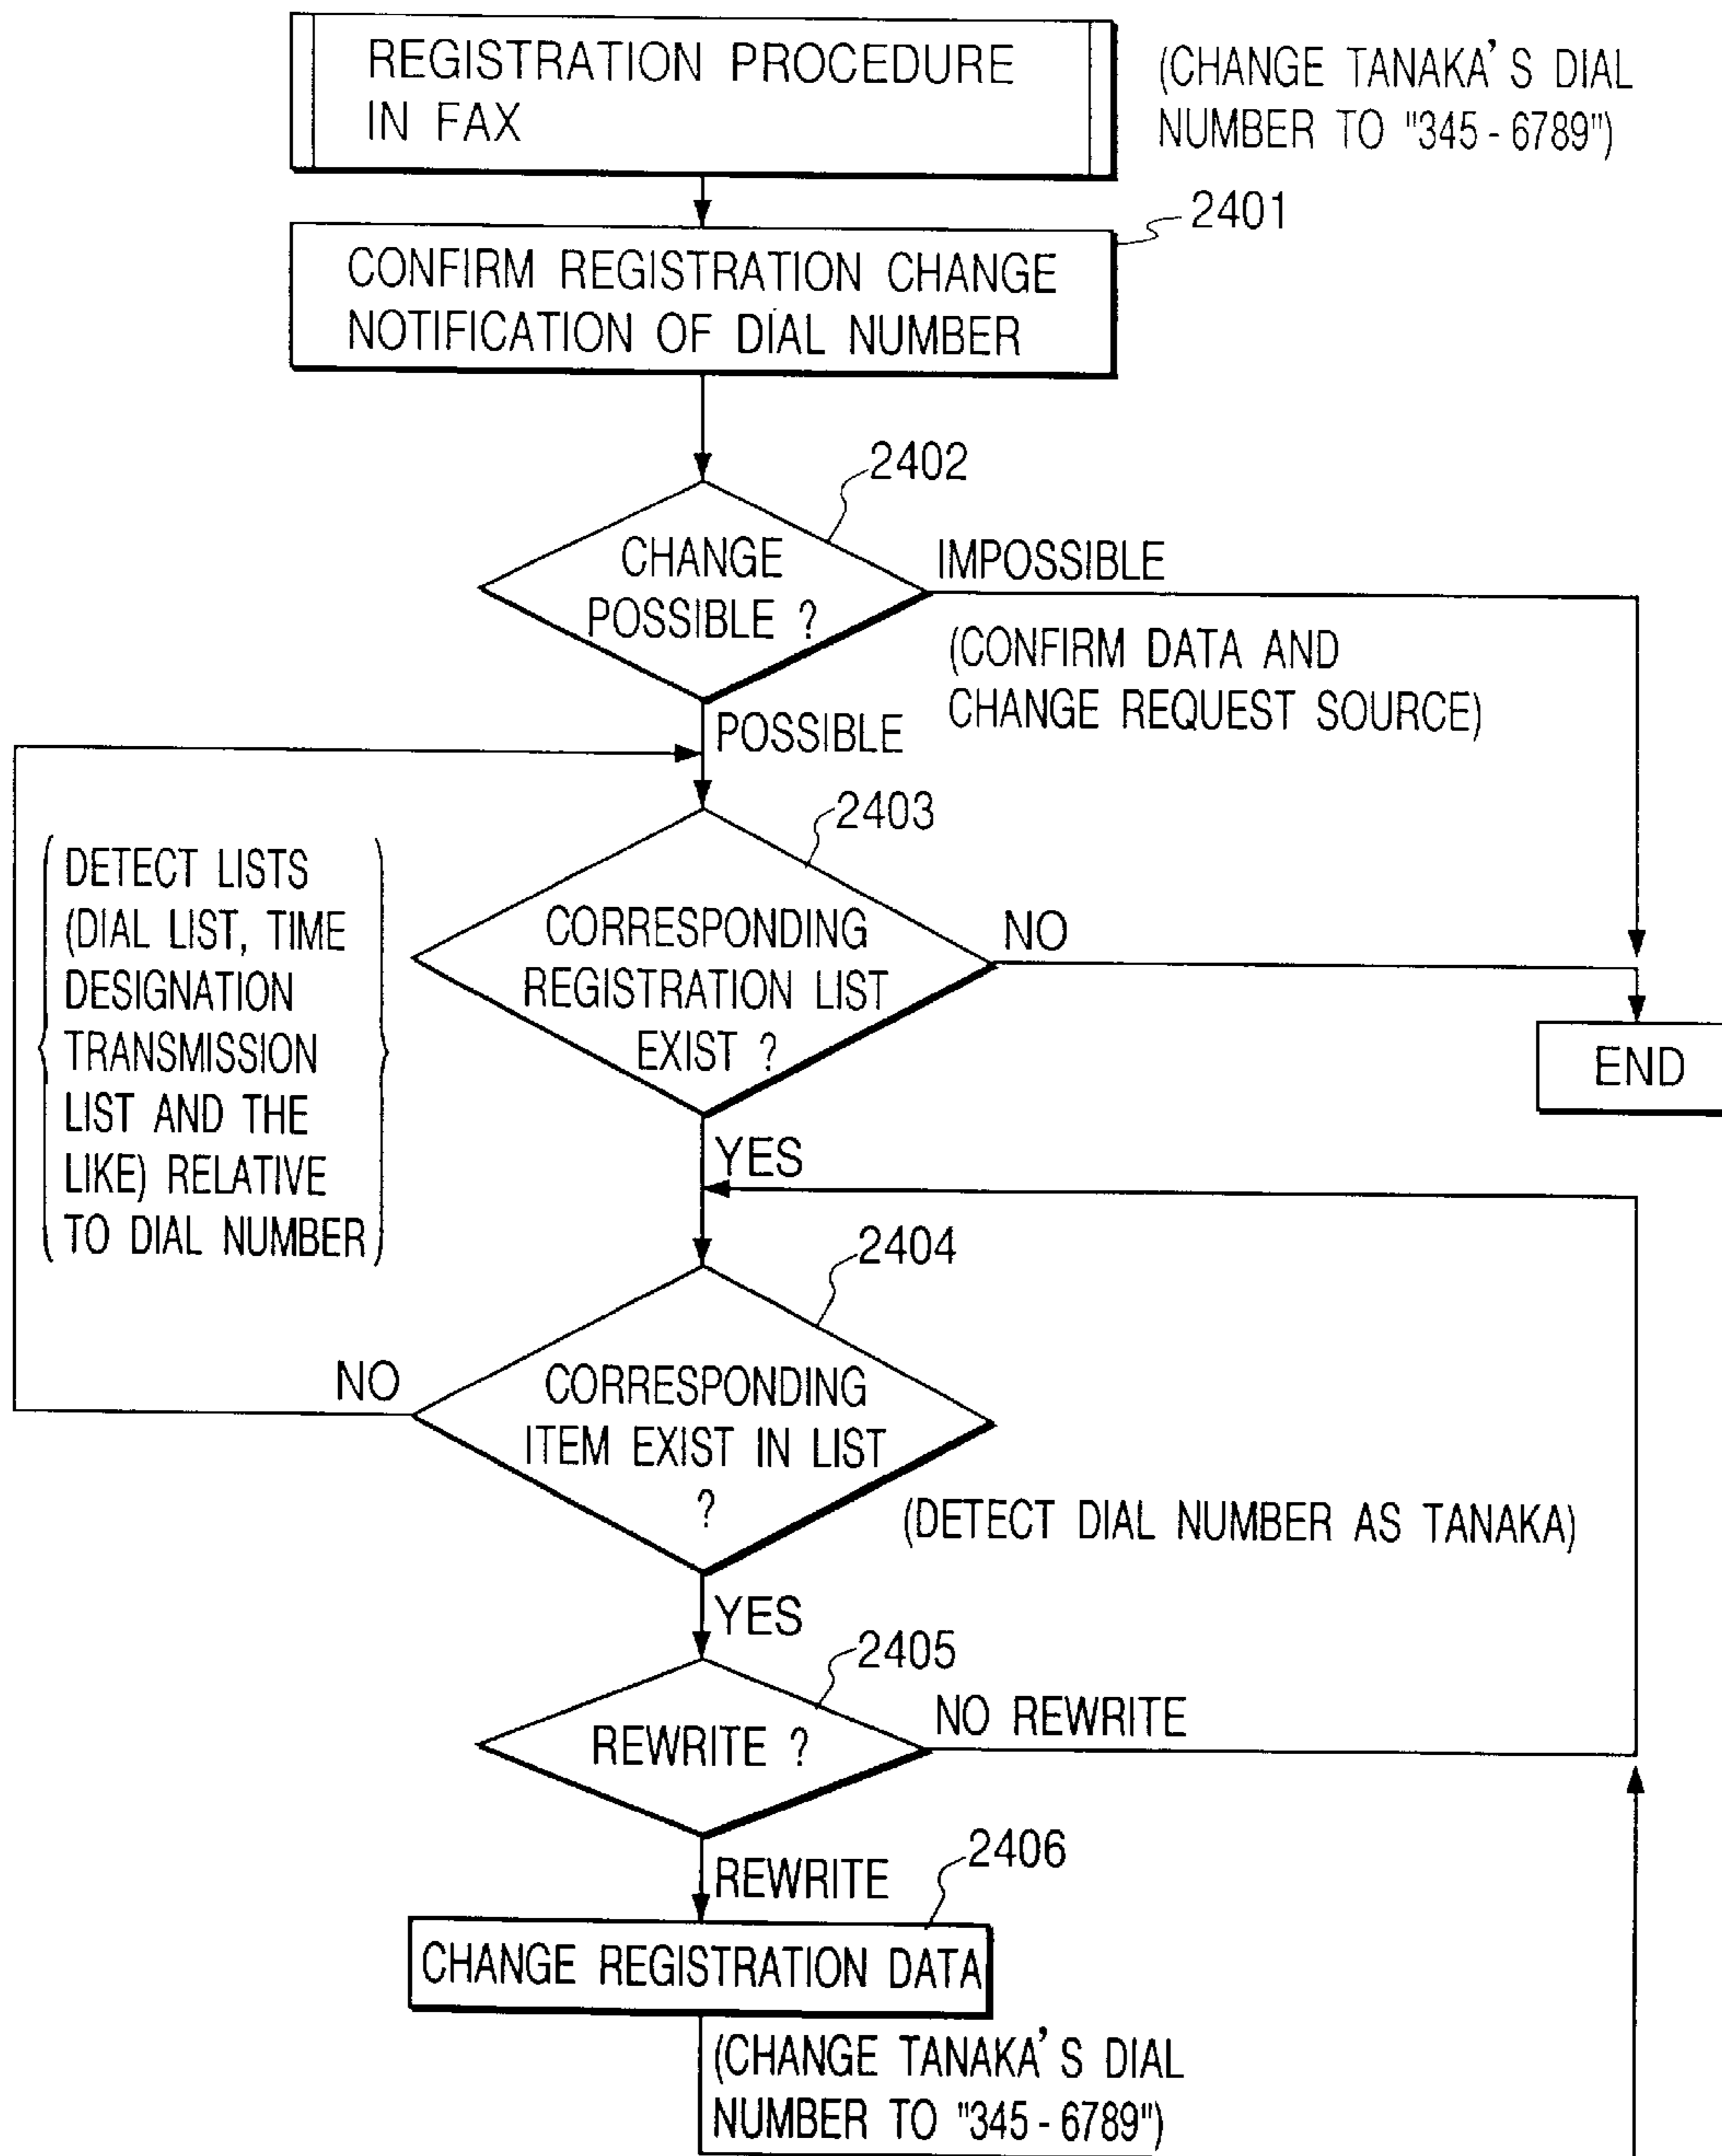 REGISTRATION PROCEDURE
IN FAX
(CHANGE TANAKA'S DIAL
NUMBER TO "345-6789")
2401
CONFIRM REGISTRATION CHANGE
NOTIFICATION OF DIAL NUMBER
2402
CHANGE
POSSIBLE ?
IMPOSSIBLE
(CONFIRM DATA AND
CHANGE REQUEST SOURCE)
POSSIBLE
2403
DETECT LISTS
(DIAL LIST, TIME
DESIGNATION
TRANSMISSION
LIST AND THE
LIKE) RELATIVE
TO DIAL NUMBER
CORRESPONDING
REGISTRATION LIST
EXIST ?
NO
END
YES
2404
NO
CORRESPONDING
ITEM EXIST IN LIST
?
(DETECT DIAL NUMBER AS TANAKA)
YES
2405
REWRITE ?
NO REWRITE
REWRITE
2406
CHANGE REGISTRATION DATA
(CHANGE TANAKA'S DIAL
NUMBER TO "345-6789")